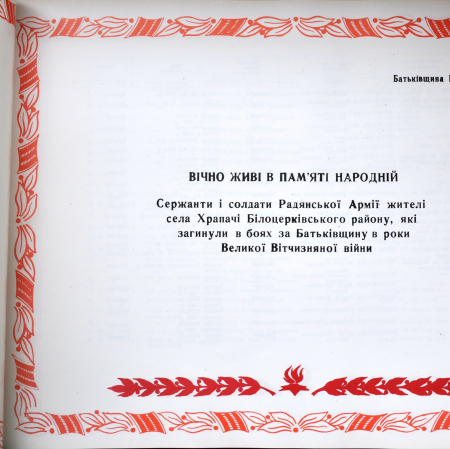 Батьківщина
ВІЧНО ЖИВІ В ПАМ'ЯТІ НАРОДНІЙ
Сержанти і солдати Радянської Армії жителі
села Храпачі Білоцерківського району, які
загинули в боях за Батьківщину в роки
Великої Вітчизняної війни